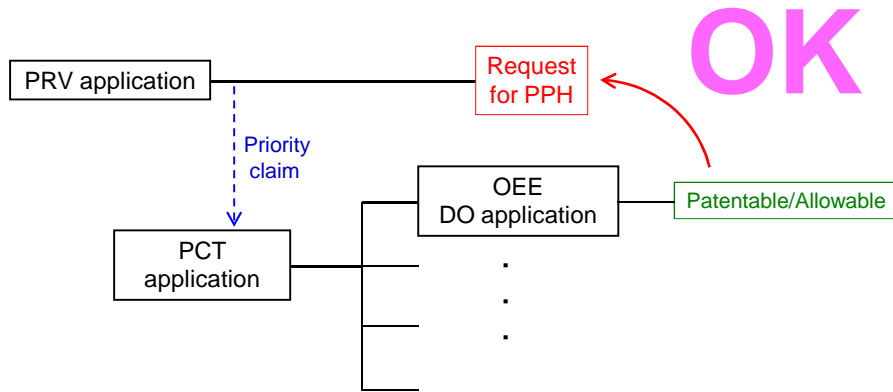 OK
PRV application
Request
for PPH
Priority
claim
OEE
DO application
Patentable/Allowable
PCT
application